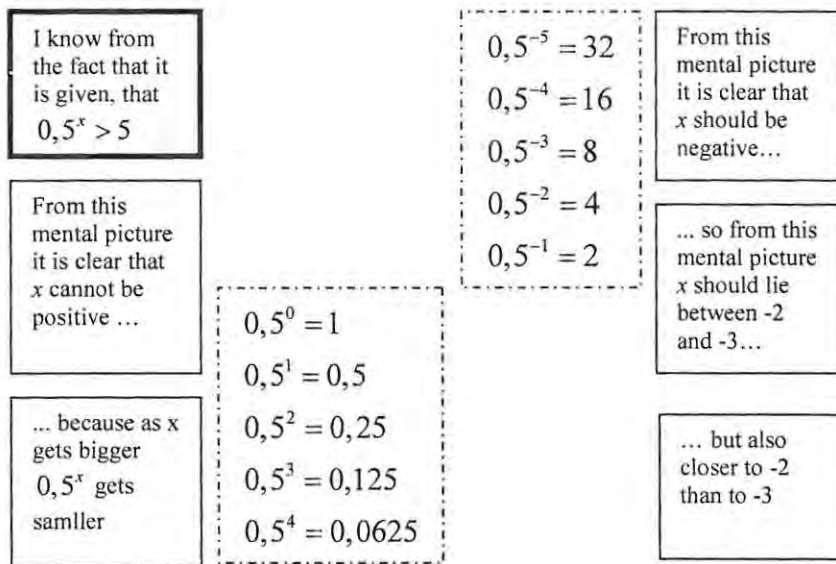 I know from
the fact that it
is given, that
0,5^x > 5
From this
mental picture
it is clear that
x cannot be
positive …
... because as x
gets bigger
0,5^x gets
samller
0,5^0 = 1
0,5^1 = 0,5
0,5^2 = 0,25
0,5^3 = 0,125
0,5^4 = 0,0625
0,5^-5 = 32
0,5^-4 = 16
0,5^-3 = 8
0,5^-2 = 4
0,5^-1 = 2
From this
mental picture
it is clear that
x should be
negative…
... so from this
mental picture
x should lie
between -2
and -3…
… but also
closer to -2
than to -3